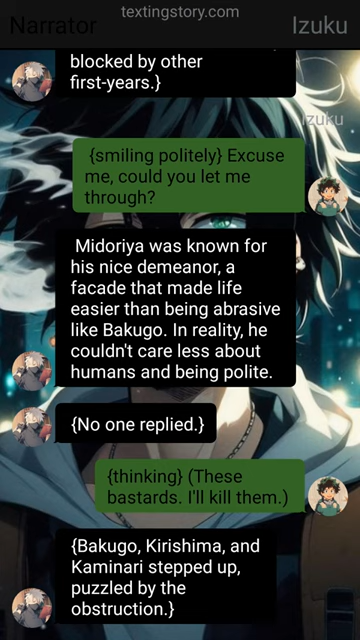 textingstory.com
Narrator
Izuku
blocked by other
first-years.}
Izuku
{smiling politely} Excuse
me, could you let me
through?
Midoriya was known for
his nice demeanor, a
facade that made life
easier than being abrasive
like Bakugo. In reality, he
couldn't care less about
humans and being polite.
{No one replied.}
{thinking} (These
bastards. I'll kill them.)
{Bakugo, Kirishima, and
Kaminari stepped up,
puzzled by the
obstruction.}